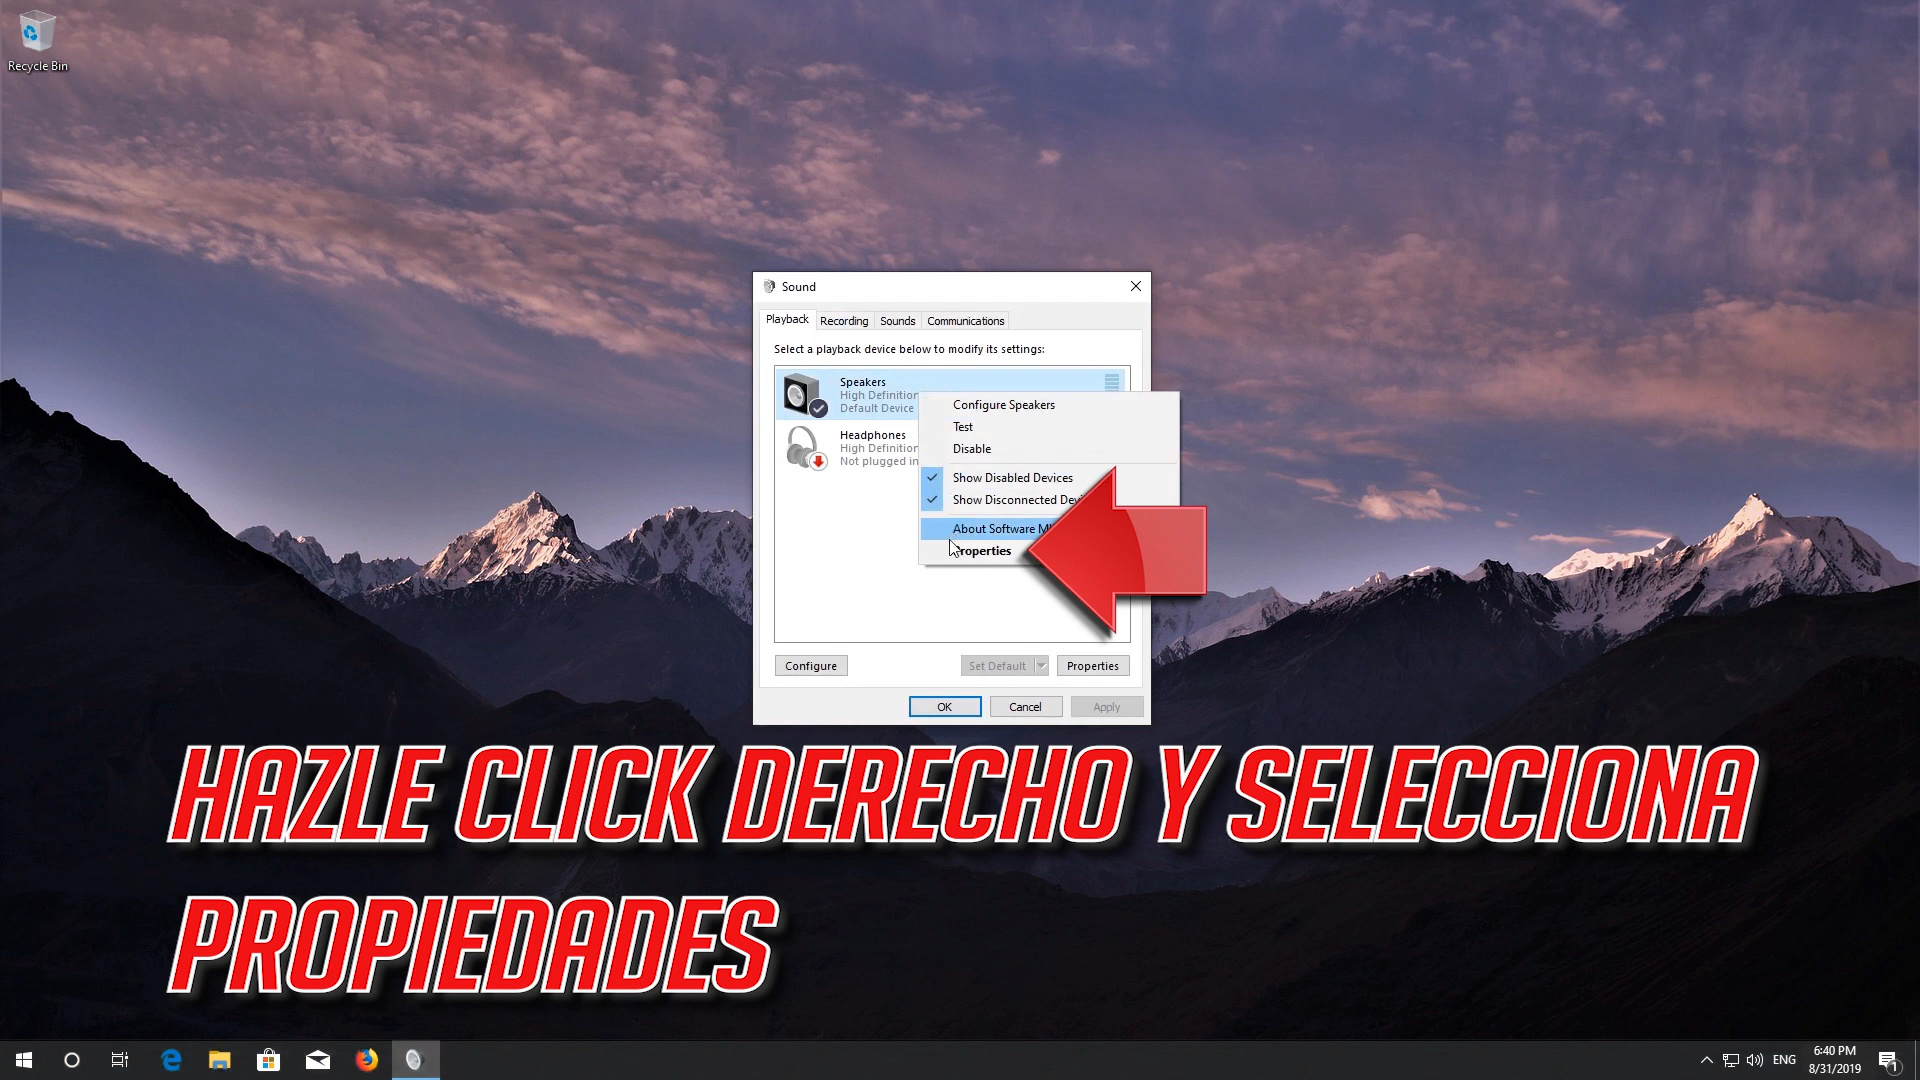 Recycle Bin
Sound
Playback Recording Sounds Communications
Select a playback device below to modify its settings:
Speakers
High Definition
Default Device
Headphones
High Definition
Not plugged in
Configure Speakers
Test
Disable
Show Disabled Devices
Show Disconnected
About Software
Properties
Configure Set Default Properties
OK Cancel Apply
HAZLE CLICK DERECHO Y SELECCIONA
PROPIEDADES
ENG
6:40 PM
8/31/2019
1